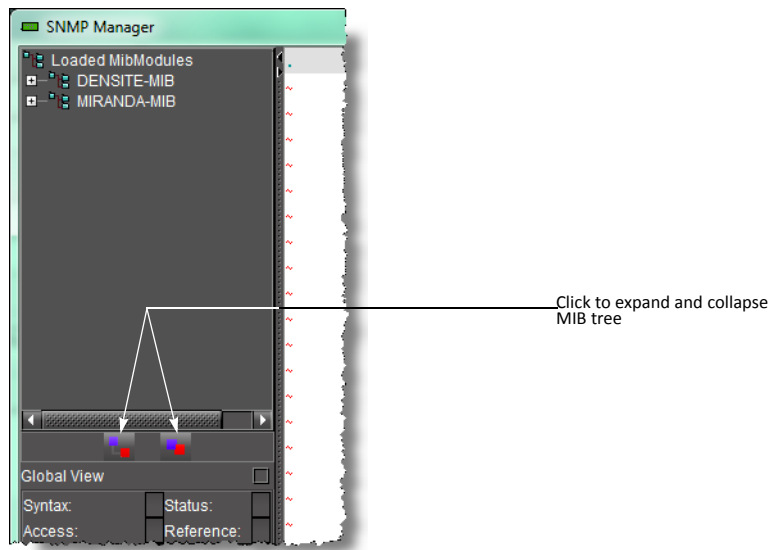 SNMP Manager
Loaded MibModules
DENSITE-MIB
MIRANDA-MIB
Click to expand and collapse
MIB tree
Global View
Syntax: Status:
Access: Reference: